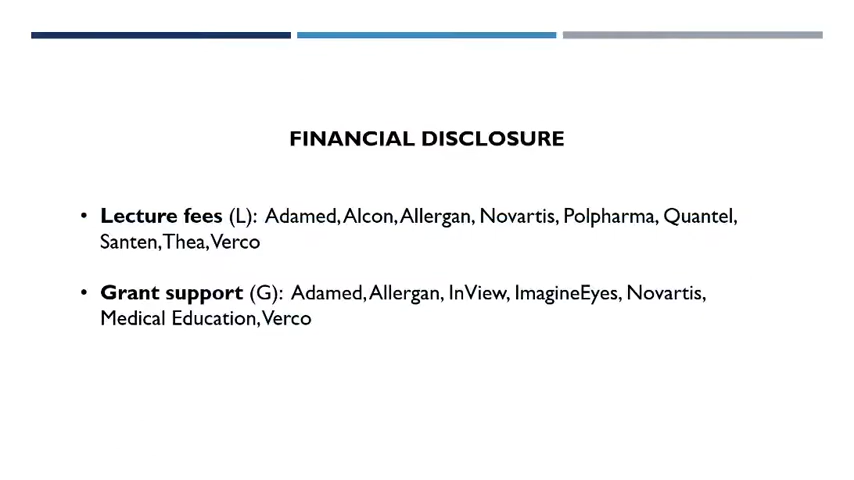 FINANCIAL DISCLOSURE
• Lecture fees (L): Adamed, Alcon, Allergan, Novartis, Polpharma, Quantel,
Santen, Thea, Verco
• Grant support (G): Adamed, Allergan, InView, ImagineEyes, Novartis,
Medical Education, Verco